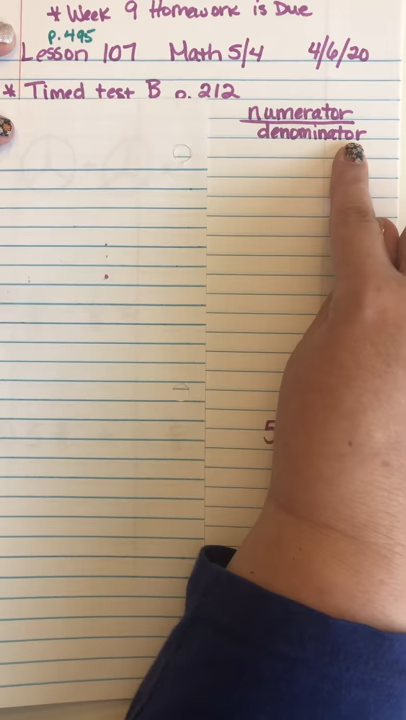 * Week 9 Homework is Due
p.495
Lesson 107 Math 5/4 4/6/20
* Timed test B p.212
numerator
denominator
5